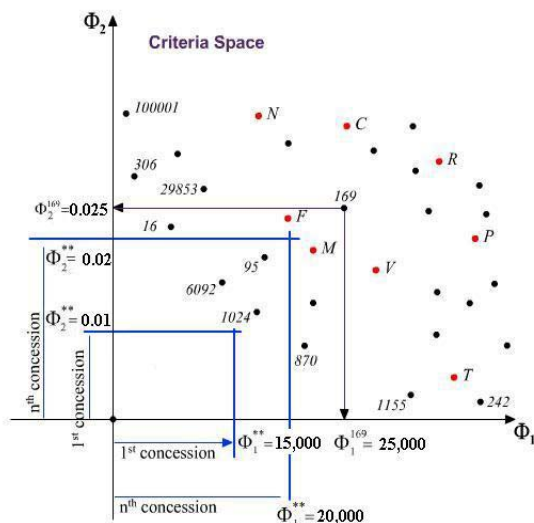 Φ₂
Criteria Space
100001
N
C
306
R
29853
169
Φ₂¹⁶⁹=0.025
F
16
P
Φ₂**= 0.02
M
95
V
6092
Φ₂**= 0.01
1024
870
T
1155
242
Φ₁
nᵗʰ concession
1ˢᵗ concession
1ˢᵗ concession
Φ₁**= 15,000
Φ₁¹⁶⁹ = 25,000
nᵗʰ concession
Φ₁**= 20,000